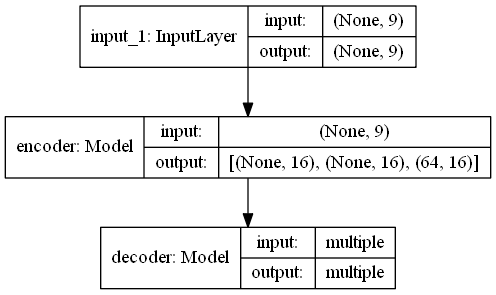 input_1: InputLayer
input: (None, 9)
output: (None, 9)
encoder: Model
input: (None, 9)
output: [(None, 16), (None, 16), (64, 16)]
decoder: Model
input: multiple
output: multiple